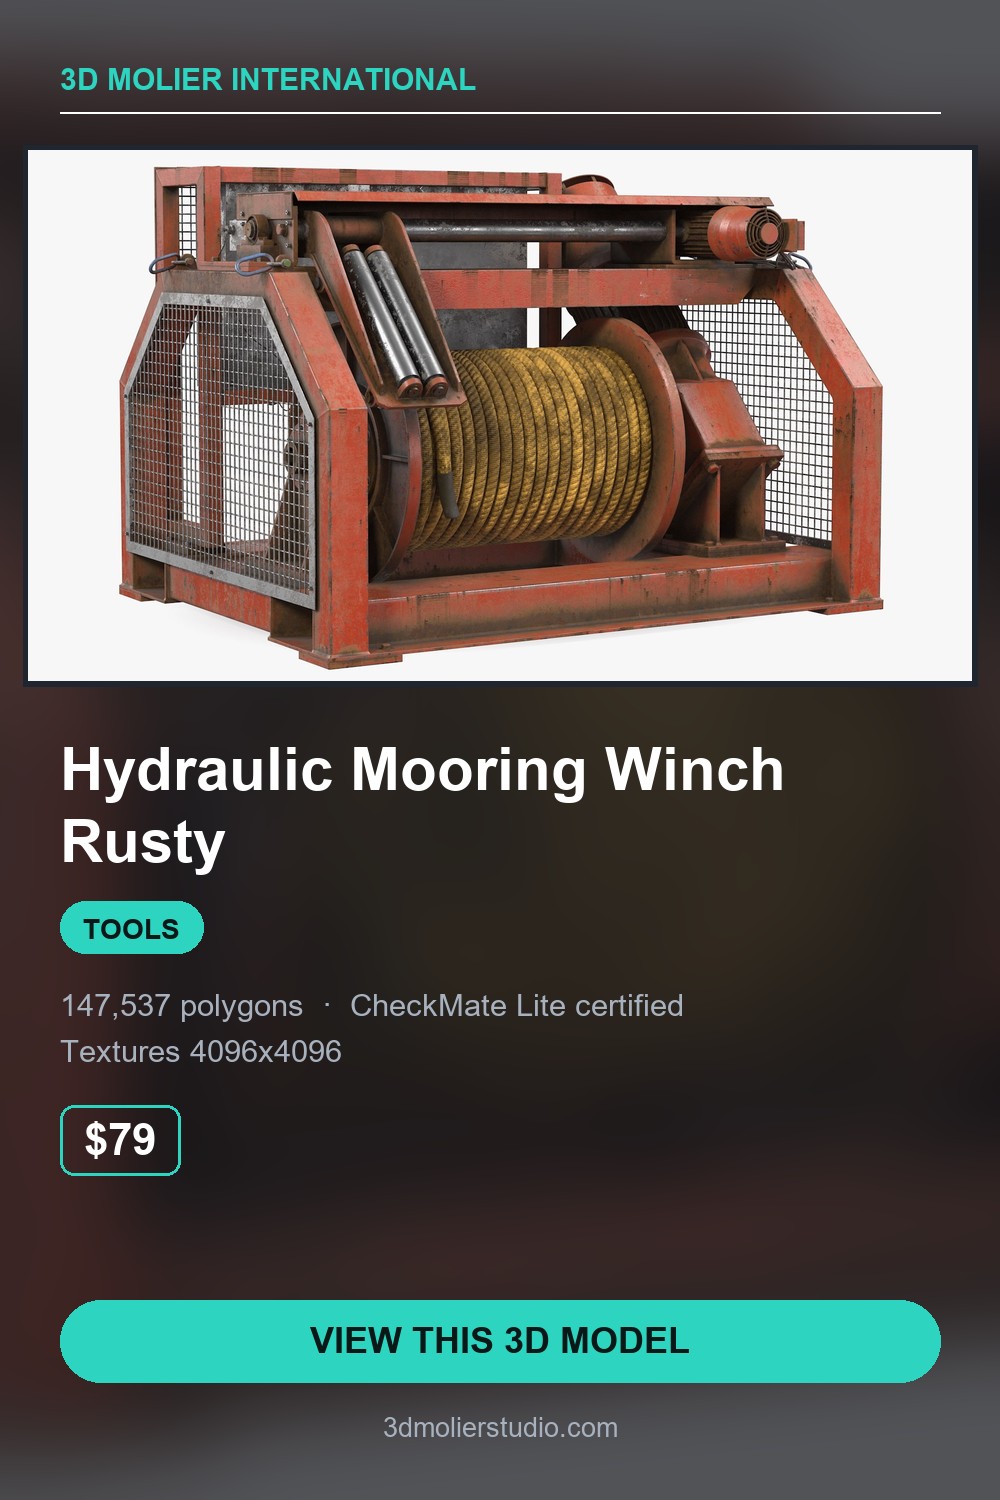 3D MOLIER INTERNATIONAL
Hydraulic Mooring Winch
Rusty
TOOLS
147,537 polygons · CheckMate Lite certified
Textures 4096x4096
$79
VIEW THIS 3D MODEL
3dmolierstudio.com